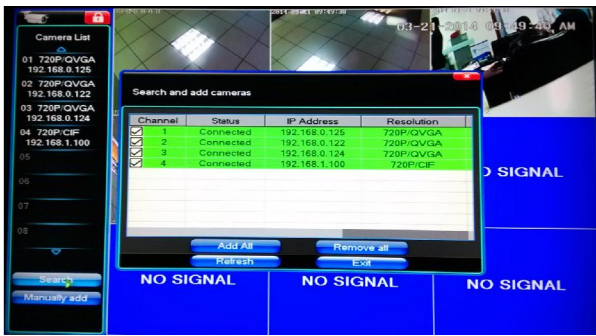 03-21-2014 09:49:40 AM
Camera List
01 720P/QVGA
192.168.0.125
02 720P/QVGA
192.168.0.122
03 720P/QVGA
192.168.0.124
04 720P/CIF
192.168.1.100
05
06
07
08
Search
Manually add
Search and add cameras
Channel Status IP Address Resolution
1 Connected 192.168.0.125 720P/QVGA
2 Connected 192.168.0.122 720P/QVGA
3 Connected 192.168.0.124 720P/QVGA
4 Connected 192.168.1.100 720P/CIF
Add All Remove all
Refresh Exit
SIGNAL
NO SIGNAL NO SIGNAL NO SIGNAL